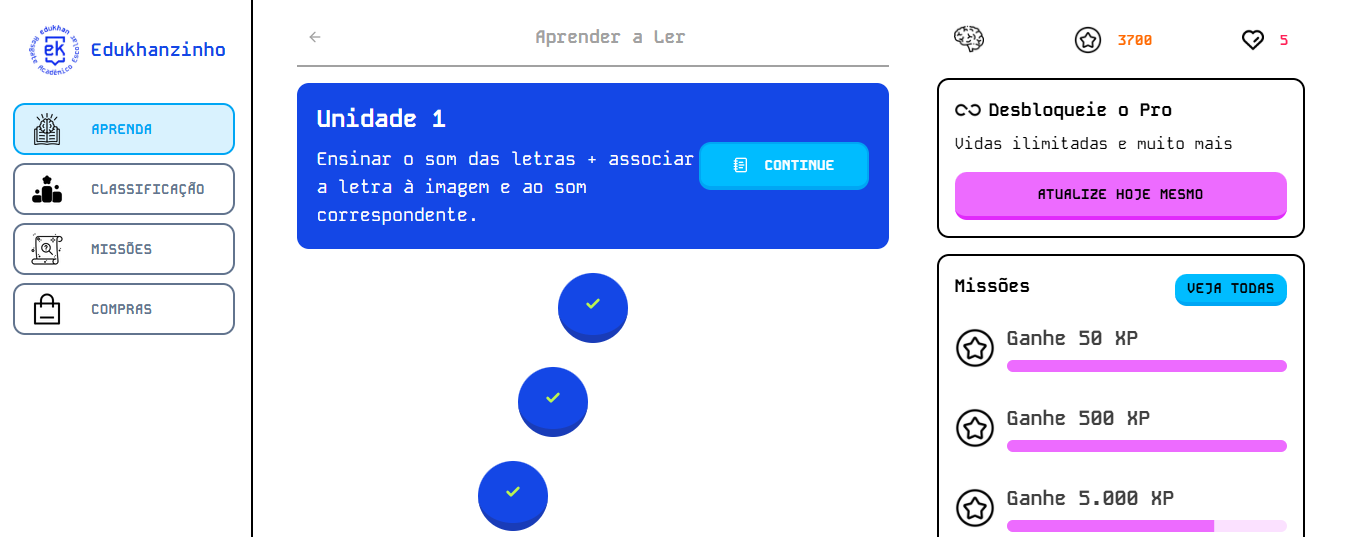 edukhan
Resgate Acadêmico Escolar
eK
Edukhanzinho
APRENDA
CLASSIFICAÇÃO
MISSÕES
COMPRAS
Aprender a Ler
Unidade 1
Ensinar o som das letras + associar
a letra à imagem e ao som
correspondente.
CONTINUE
3700
5
Desbloqueie o Pro
Vidas ilimitadas e muito mais
ATUALIZE HOJE MESMO
Missões
VEJA TODAS
Ganhe 50 XP
Ganhe 500 XP
Ganhe 5.000 XP